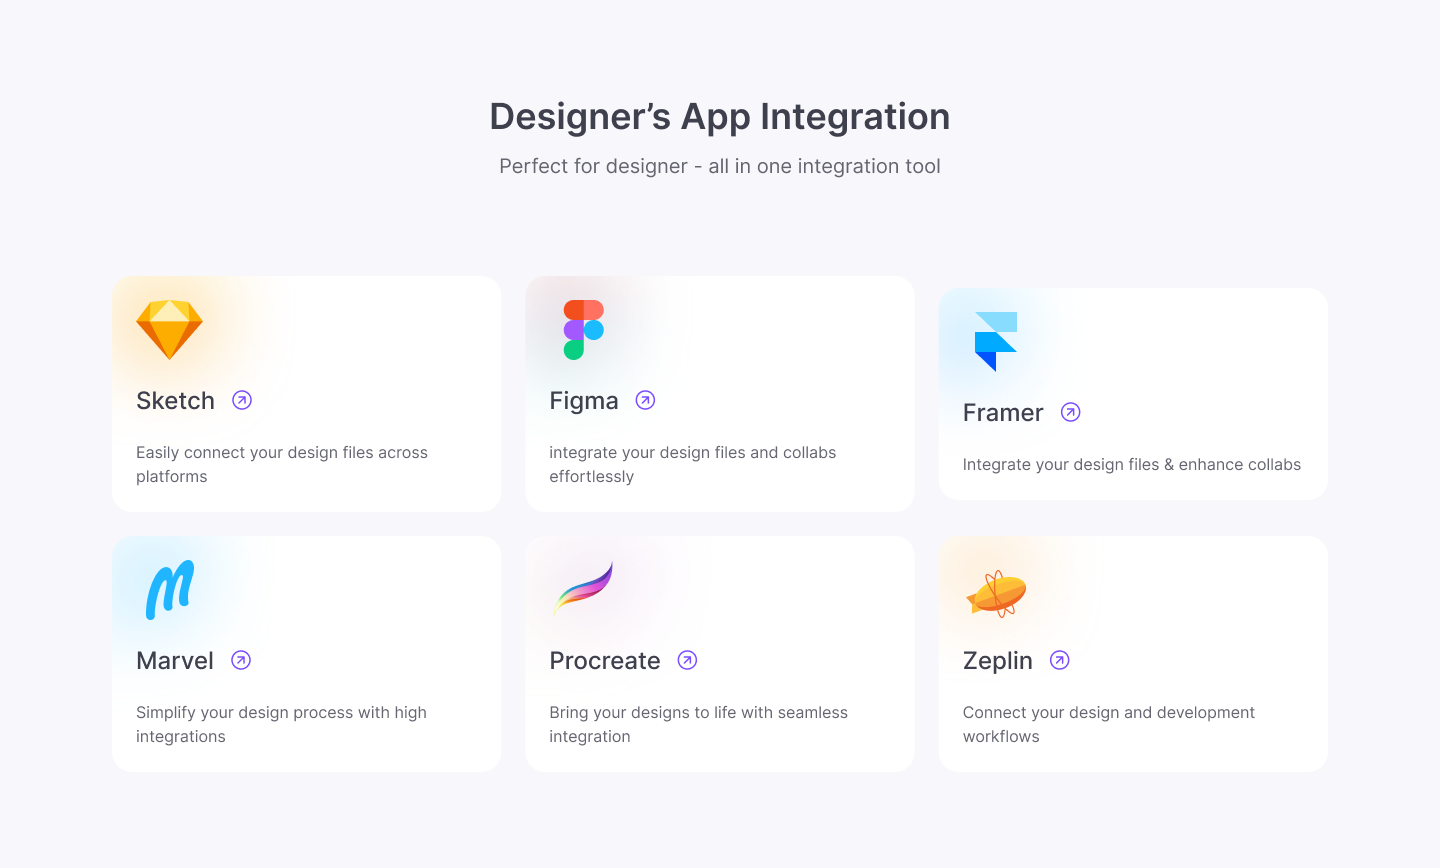 Designer’s App Integration
Perfect for designer - all in one integration tool
Sketch
Easily connect your design files across
platforms
Figma
integrate your design files and collabs
effortlessly
Framer
Integrate your design files & enhance collabs
Marvel
Simplify your design process with high
integrations
Procreate
Bring your designs to life with seamless
integration
Zeplin
Connect your design and development
workflows